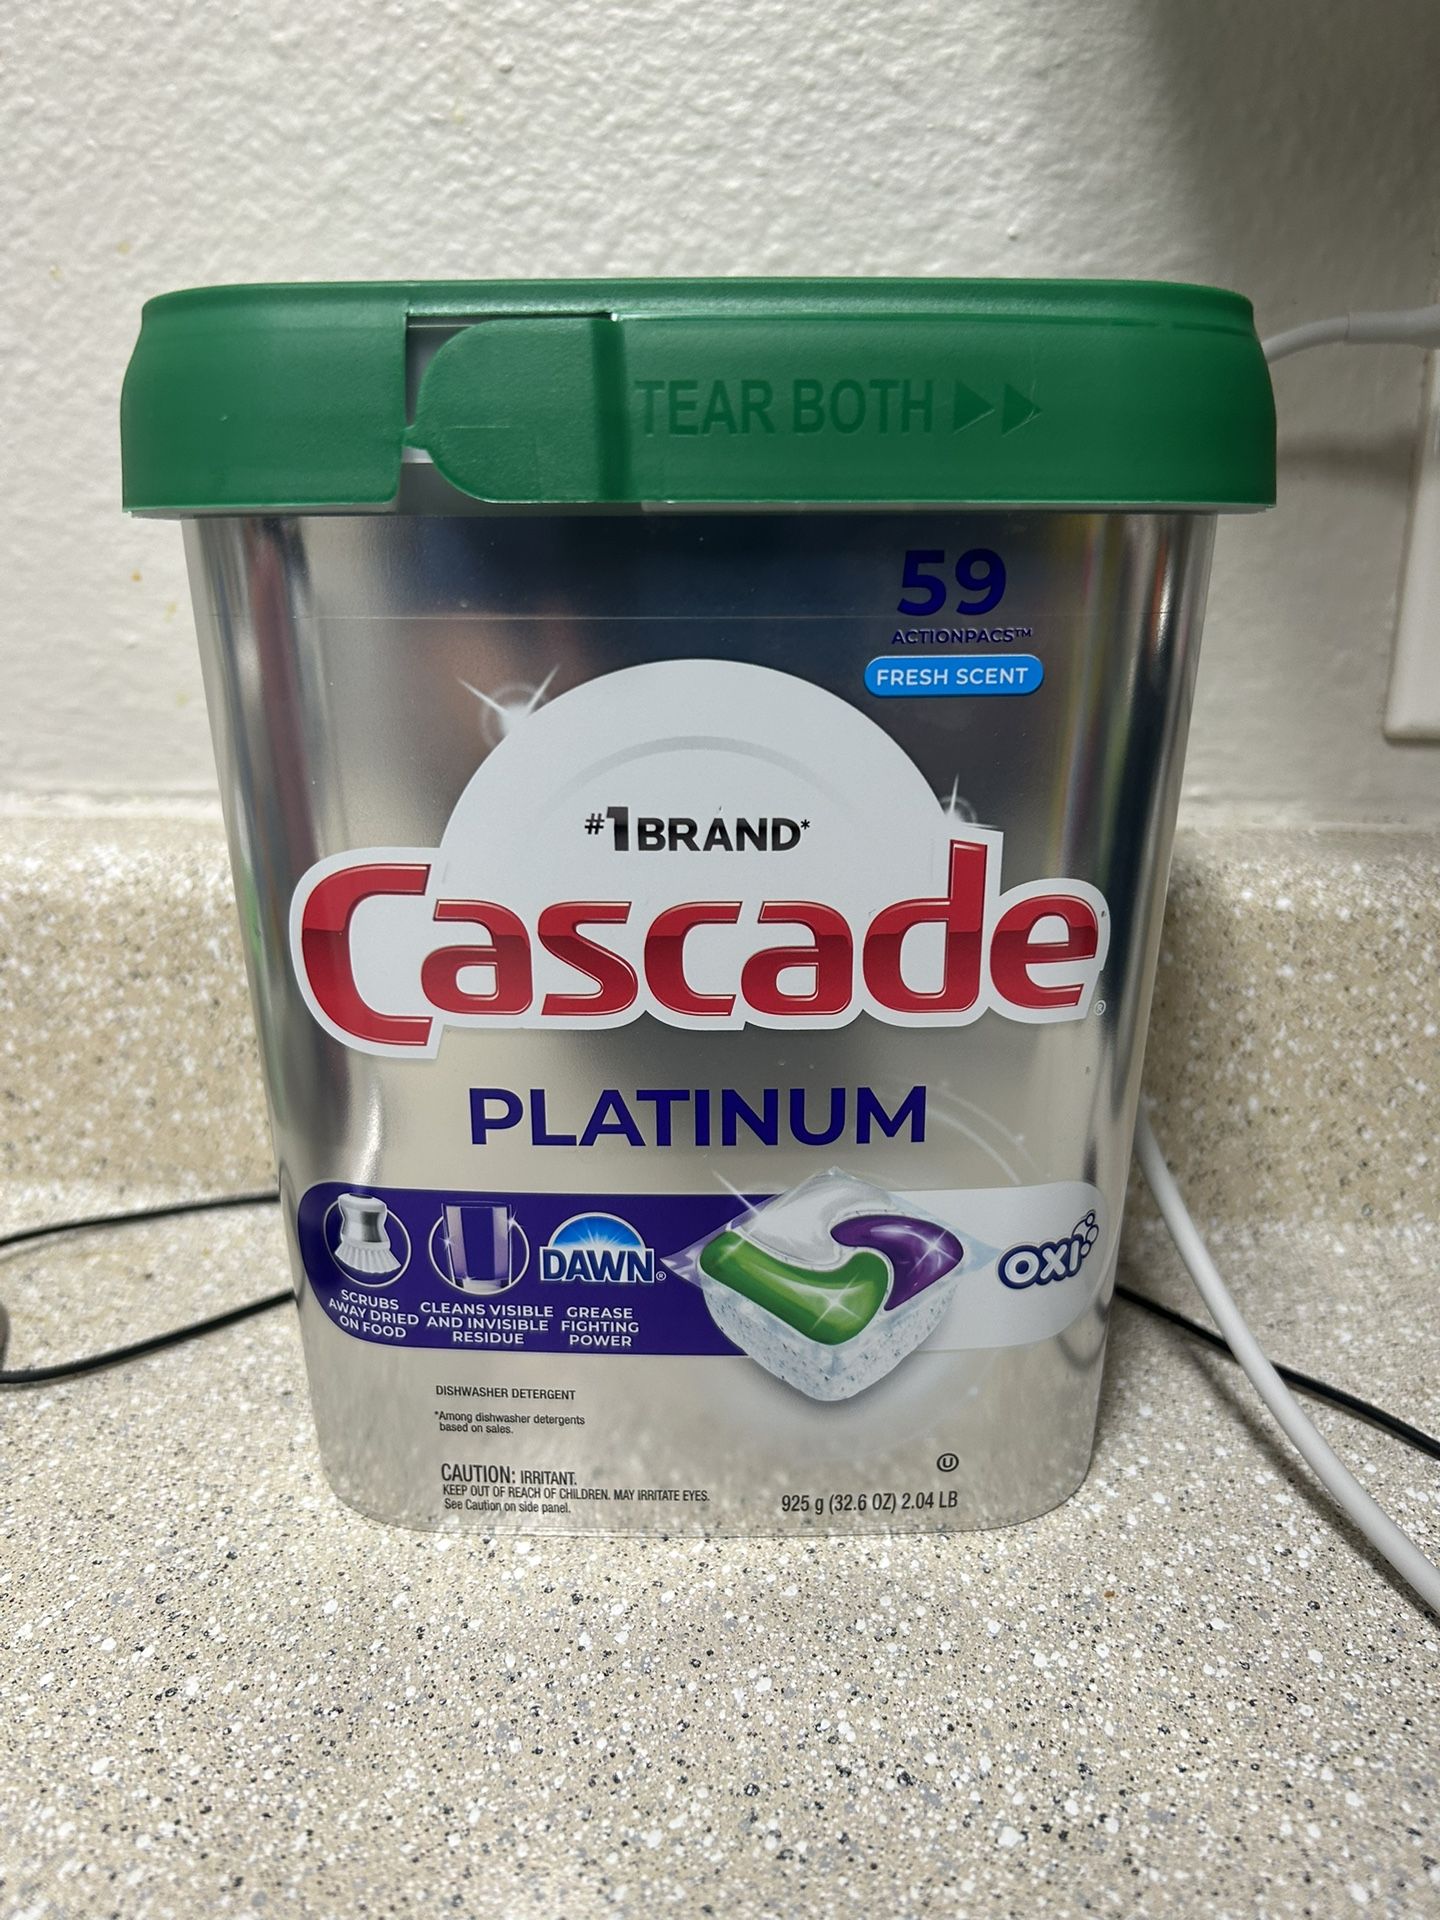 TEAR BOTH
59
ACTIONPACS™
FRESH SCENT
#1 BRAND*
Cascade®
PLATINUM
SCRUBS
AWAY DRIED
ON FOOD
CLEANS VISIBLE
AND INVISIBLE
RESIDUE
DAWN®
GREASE
FIGHTING
POWER
OXI
DISHWASHER DETERGENT
*Among dishwasher detergents
based on sales.
CAUTION: IRRITANT.
KEEP OUT OF REACH OF CHILDREN. MAY IRRITATE EYES.
See Caution on side panel.
U
925 g (32.6 OZ) 2.04 LB